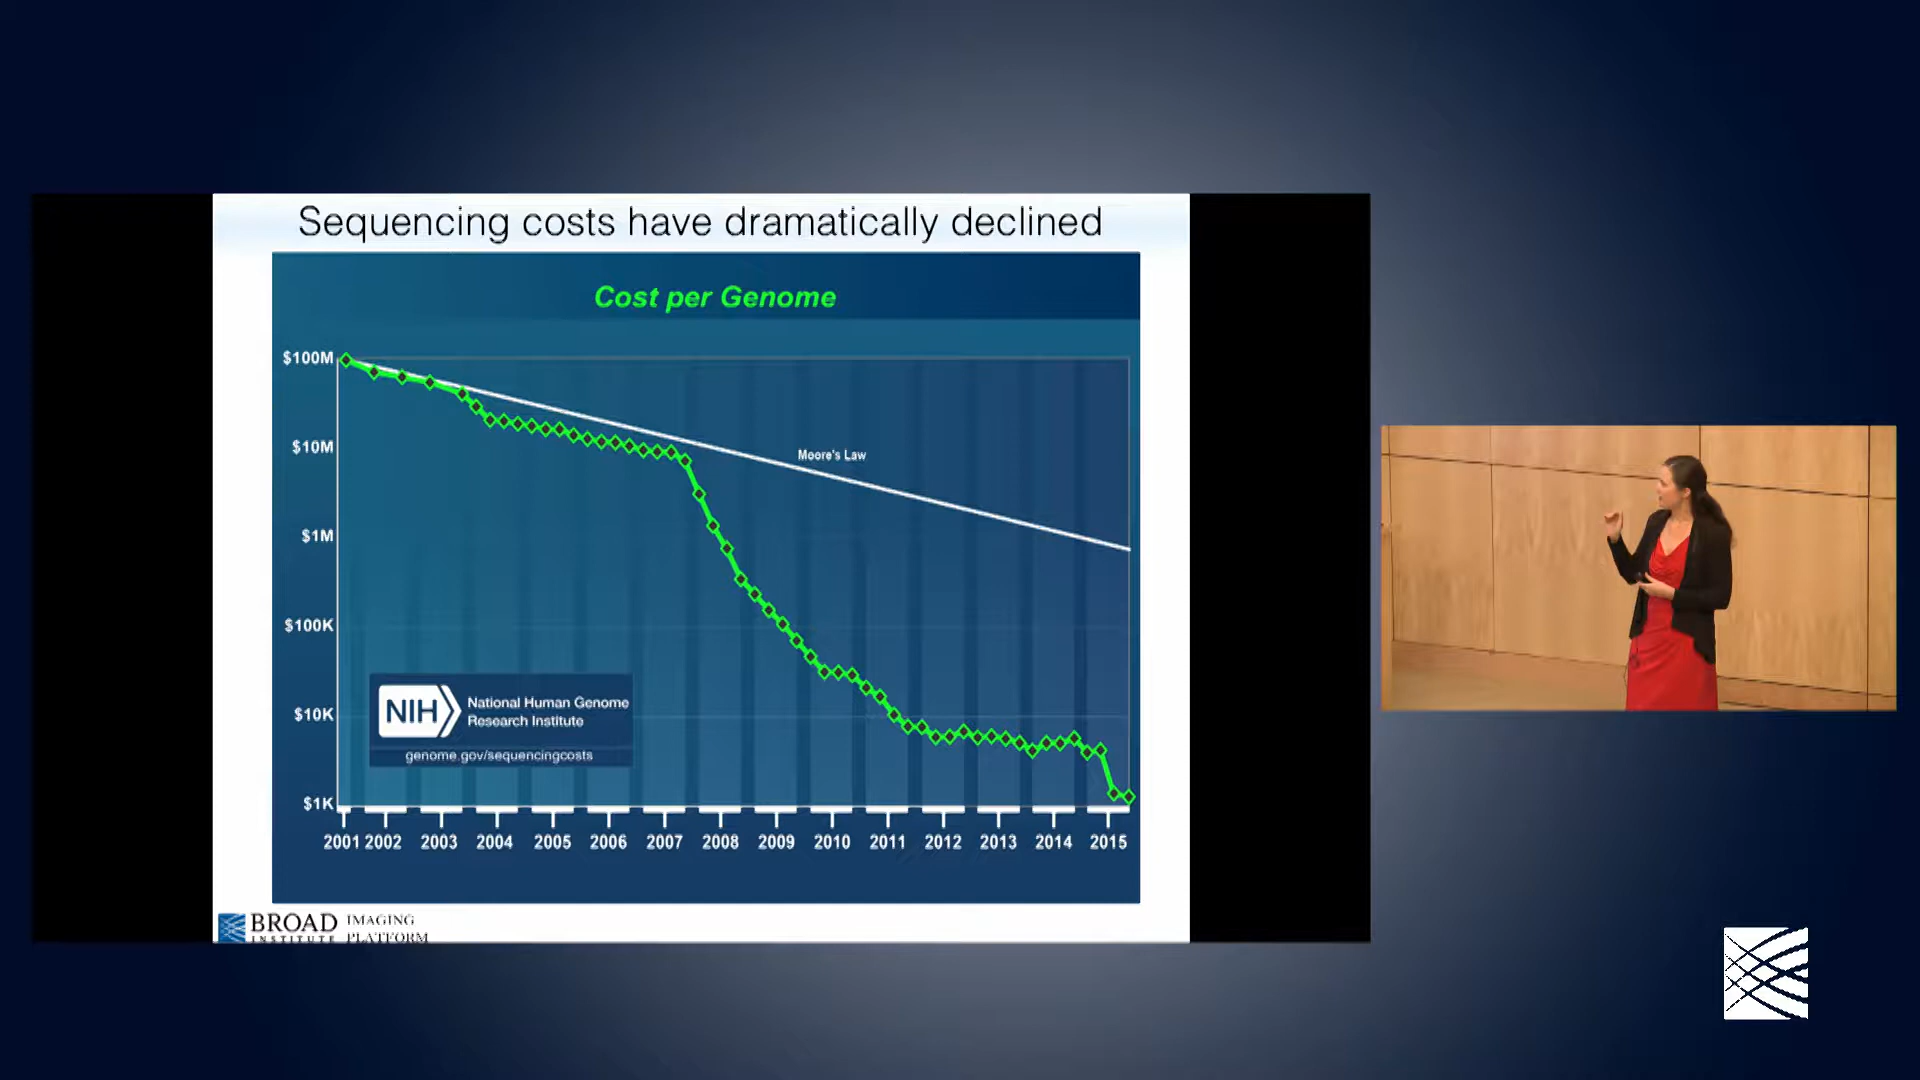 Sequencing costs have dramatically declined
Cost per Genome
$100M
$10M
$1M
$100K
$10K
$1K
Moore's Law
NIH
National Human Genome
Research Institute
genome.gov/sequencingcosts
2001 2002 2003 2004 2005 2006 2007 2008 2009 2010 2011 2012 2013 2014 2015
BROAD
INSTITUTE
IMAGING
PLATFORM